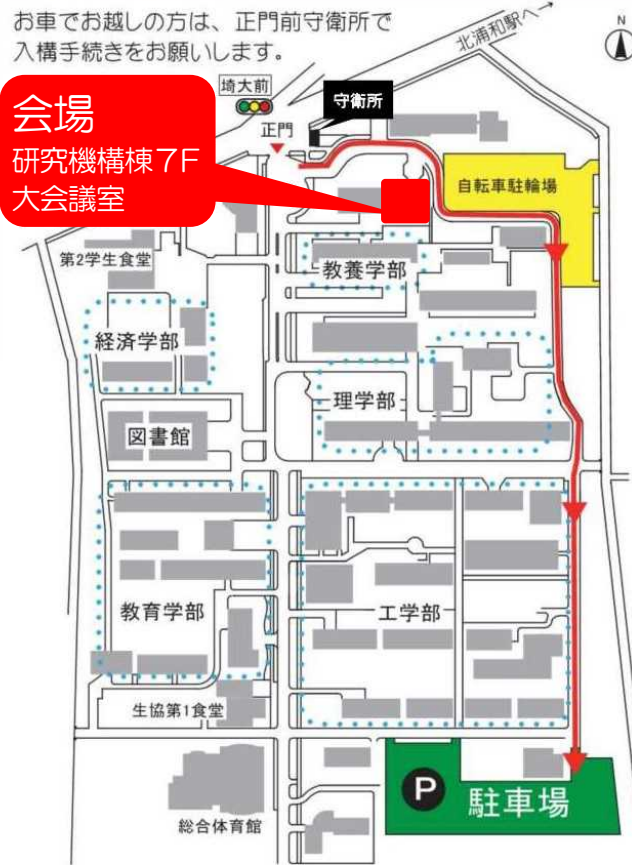 お車でお越しの方は、正門前守衛所で
入構手続きをお願いします。
北浦和駅へ→
N
埼大前
守衛所
正門
会場
研究機構棟7F
大会議室
自転車駐輪場
第2学生食堂
教養学部
経済学部
理学部
図書館
教育学部
工学部
生協第1食堂
P
駐車場
総合体育館